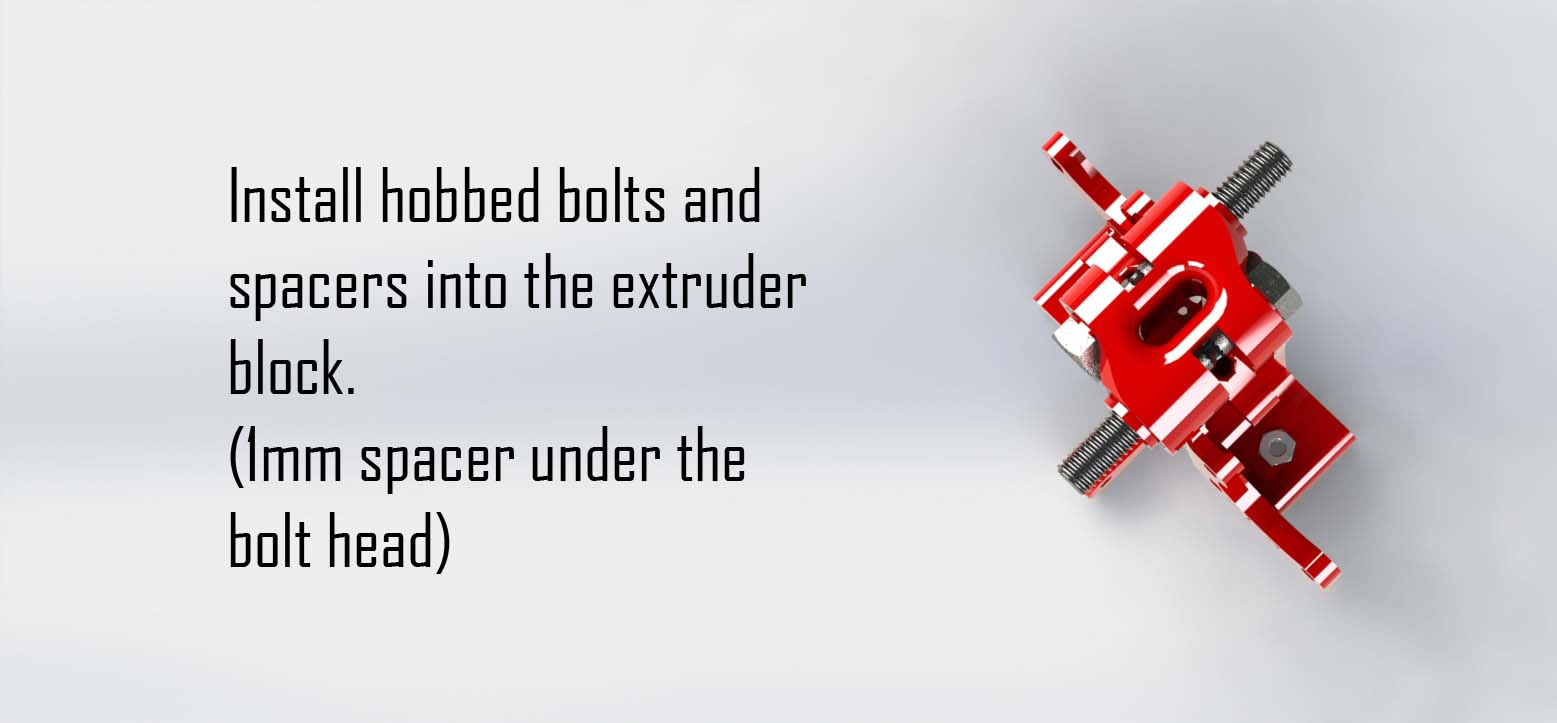 Install hobbed bolts and
spacers into the extruder
block.
(1mm spacer under the
bolt head)